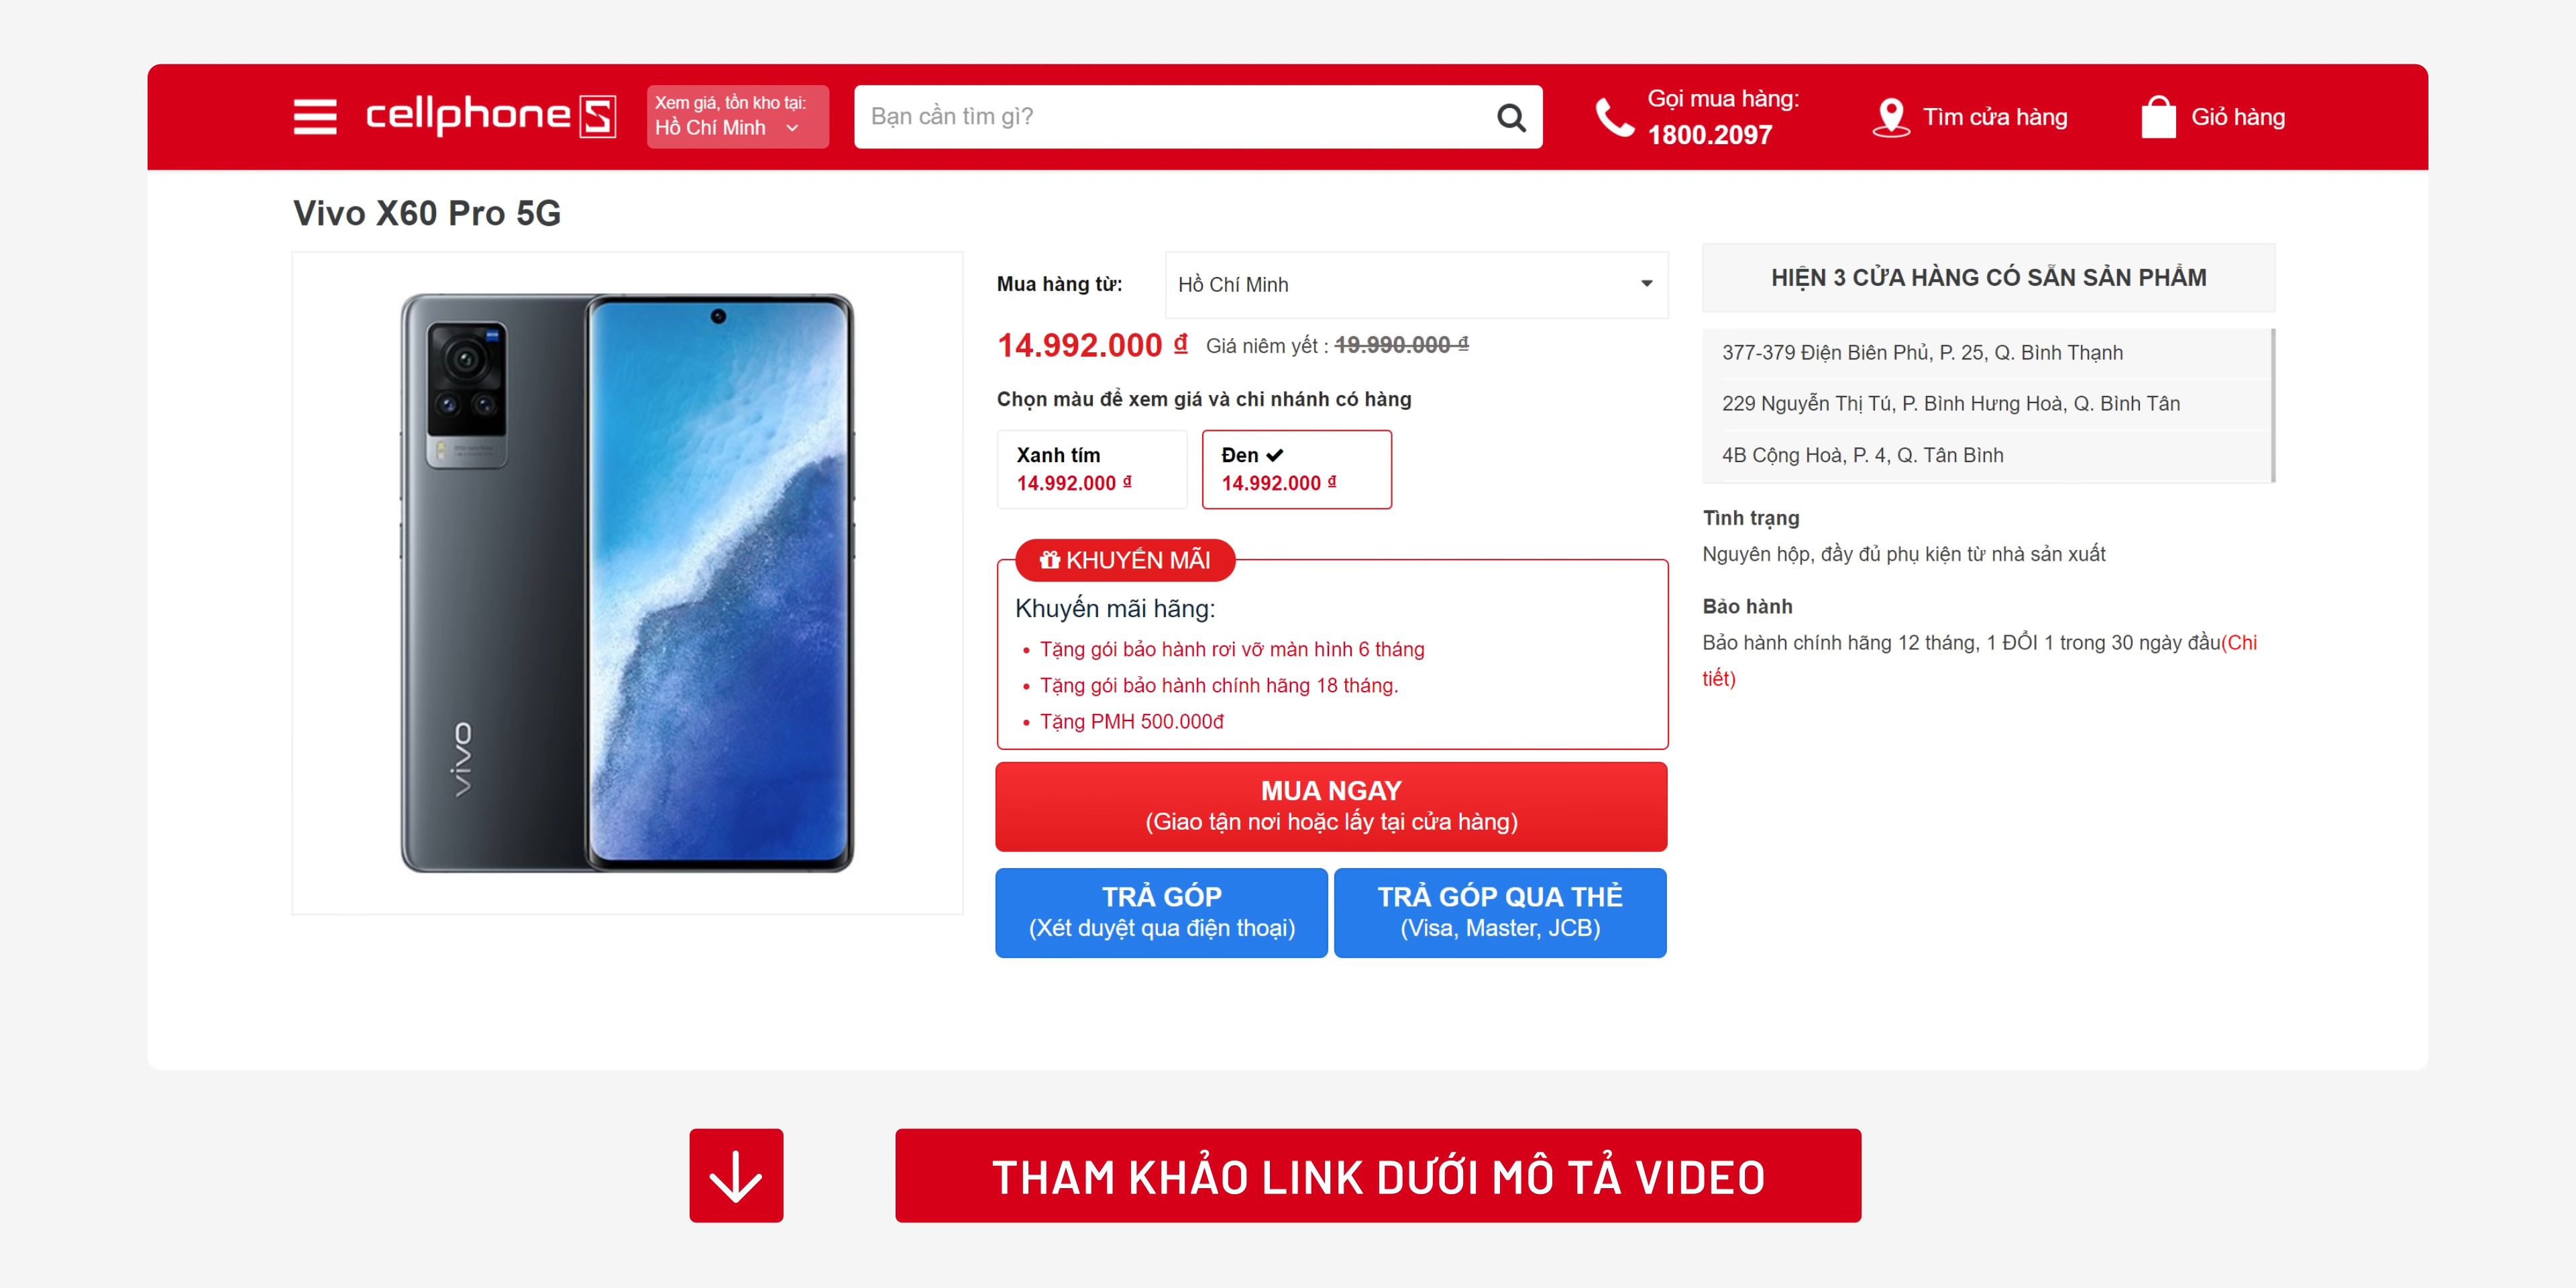 cellphoneS
Xem giá, tồn kho tại:
Hồ Chí Minh
Bạn cần tìm gì?
Gọi mua hàng:
1800.2097
Tìm cửa hàng
Giỏ hàng
Vivo X60 Pro 5G
vivo
Mua hàng từ:
Hồ Chí Minh
14.992.000 ₫ Giá niêm yết : 19.990.000 ₫
Chọn màu để xem giá và chi nhánh có hàng
Xanh tím
14.992.000 ₫
Đen
14.992.000 ₫
KHUYẾN MÃI
Khuyến mãi hãng:
• Tặng gói bảo hành rơi vỡ màn hình 6 tháng
• Tặng gói bảo hành chính hãng 18 tháng.
• Tặng PMH 500.000đ
MUA NGAY
(Giao tận nơi hoặc lấy tại cửa hàng)
TRẢ GÓP
(Xét duyệt qua điện thoại)
TRẢ GÓP QUA THẺ
(Visa, Master, JCB)
HIỆN 3 CỬA HÀNG CÓ SẴN SẢN PHẨM
377-379 Điện Biên Phủ, P. 25, Q. Bình Thạnh
229 Nguyễn Thị Tú, P. Bình Hưng Hoà, Q. Bình Tân
4B Cộng Hoà, P. 4, Q. Tân Bình
Tình trạng
Nguyên hộp, đầy đủ phụ kiện từ nhà sản xuất
Bảo hành
Bảo hành chính hãng 12 tháng, 1 ĐỔI 1 trong 30 ngày đầu(Chi
tiết)
THAM KHẢO LINK DƯỚI MÔ TẢ VIDEO